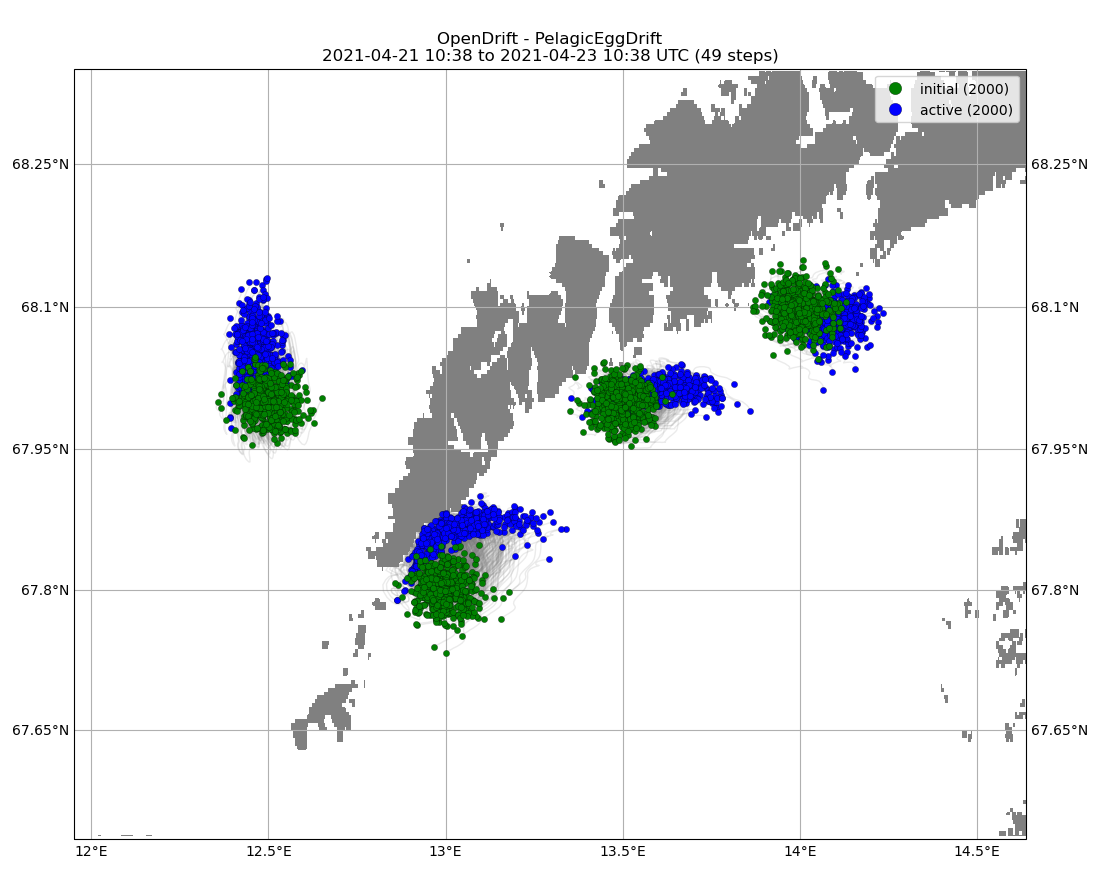 OpenDrift - PelagicEggDrift
2021-04-21 10:38 to 2021-04-23 10:38 UTC (49 steps)
initial (2000)
active (2000)
68.25°N 68.25°N
68.1°N 68.1°N
67.95°N 67.95°N
67.8°N 67.8°N
67.65°N 67.65°N
12°E 12.5°E 13°E 13.5°E 14°E 14.5°E